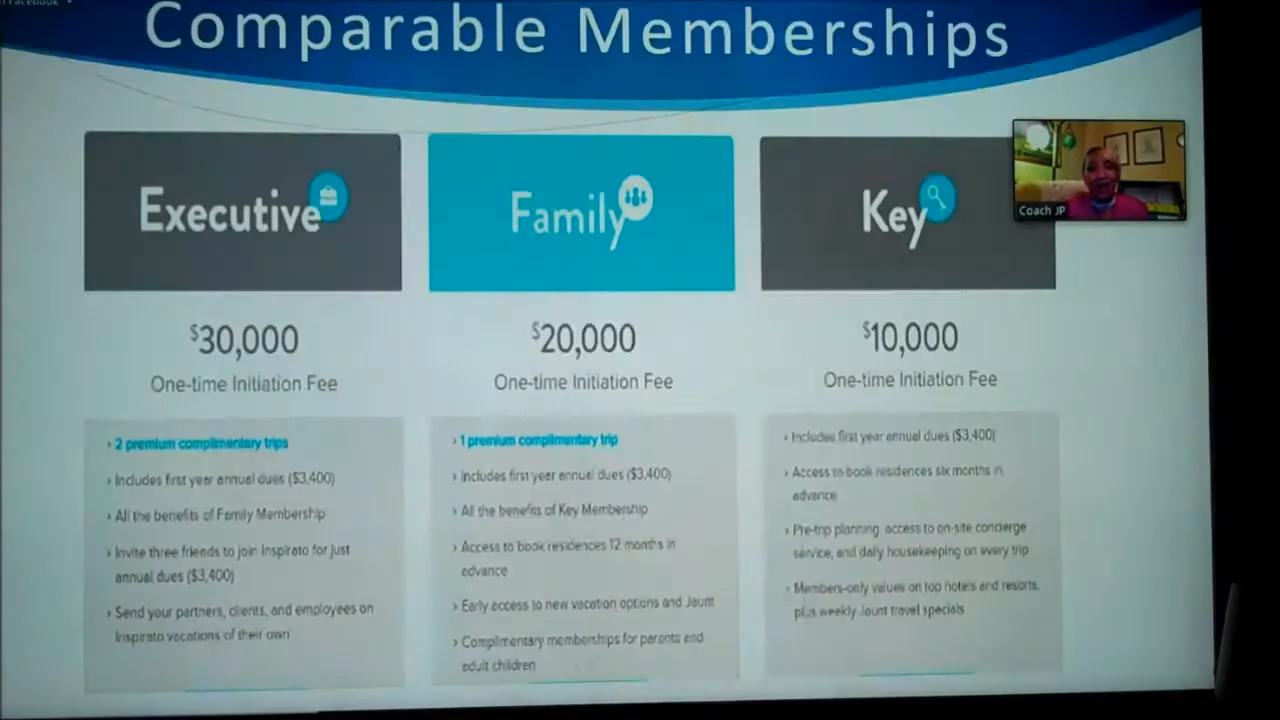 n Facebook
Comparable Memberships
Executive
Family
Key
Coach JP
$30,000
One-time Initiation Fee
$20,000
One-time Initiation Fee
$10,000
One-time Initiation Fee
› 2 premium complimentary trips
› Includes first year annual dues ($3,400)
› All the benefits of Family Membership
› Invite three friends to join Inspirato for just
annual dues ($3,400)
› Send your partners, clients, and employees on
Inspirato vacations of their own
› 1 premium complimentary trip
› Includes first year annual dues ($3,400)
› All the benefits of Key Membership
› Access to book residences 12 months in
advance
› Early access to new vacation options and Jaunt
› Complimentary memberships for parents and
adult children
› Includes first year annual dues ($3,400)
› Access to book residences six months in
advance
› Pre-trip planning, access to on-site concierge
service, and daily housekeeping on every trip
› Members-only values on top hotels and resorts,
plus weekly Jaunt travel specials